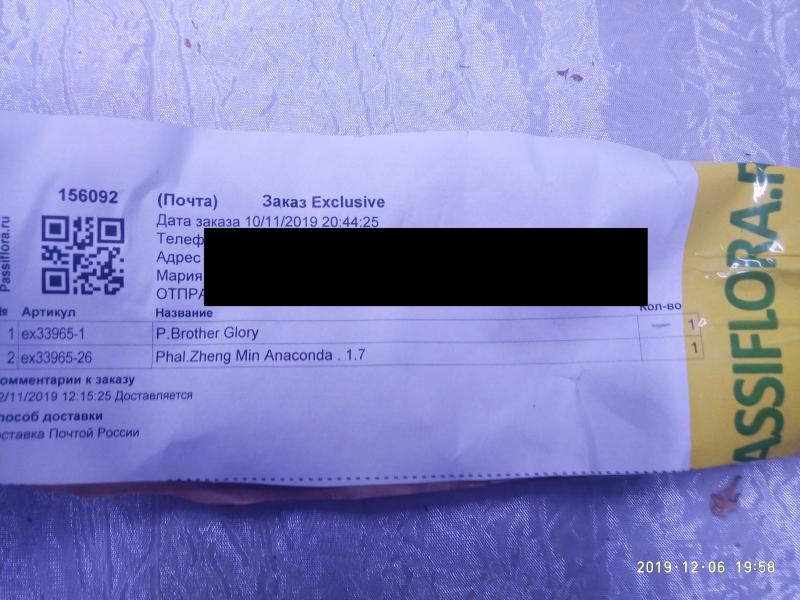 156092 (Почта) Заказ Exclusive
Дата заказа 10/11/2019 20:44:25
Телеф
Адрес
Мария
ОТПРА
Passiflora.ru
№ Артикул Название Кол-во
1 ex33965-1 P.Brother Glory 1
2 ex33965-26 Phal.Zheng Min Anaconda . 1.7 1
омментарии к заказу
2/11/2019 12:15:25 Доставляется
пособ доставки
оставка Почтой России
ASSIFLORA.R
2019-12-06 19:58